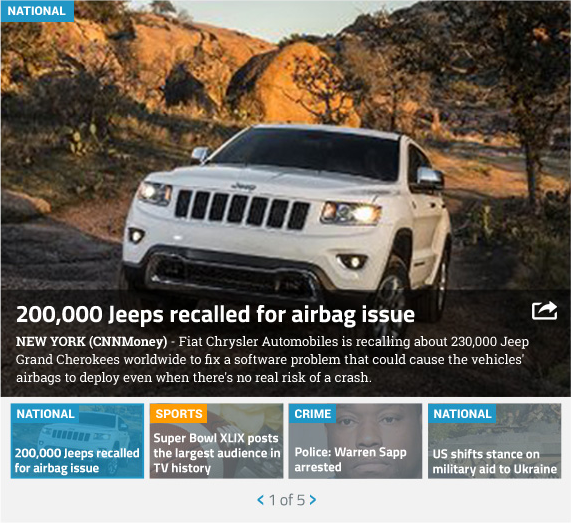 NATIONAL
Jeep
200,000 Jeeps recalled for airbag issue
NEW YORK (CNNMoney) - Fiat Chrysler Automobiles is recalling about 230,000 Jeep
Grand Cherokees worldwide to fix a software problem that could cause the vehicles'
airbags to deploy even when there's no real risk of a crash.
NATIONAL
200,000 Jeeps recalled
for airbag issue
SPORTS
Super Bowl XLIX posts
the largest audience in
TV history
CRIME
Police: Warren Sapp
arrested
NATIONAL
US shifts stance on
military aid to Ukraine
< 1 of 5 >